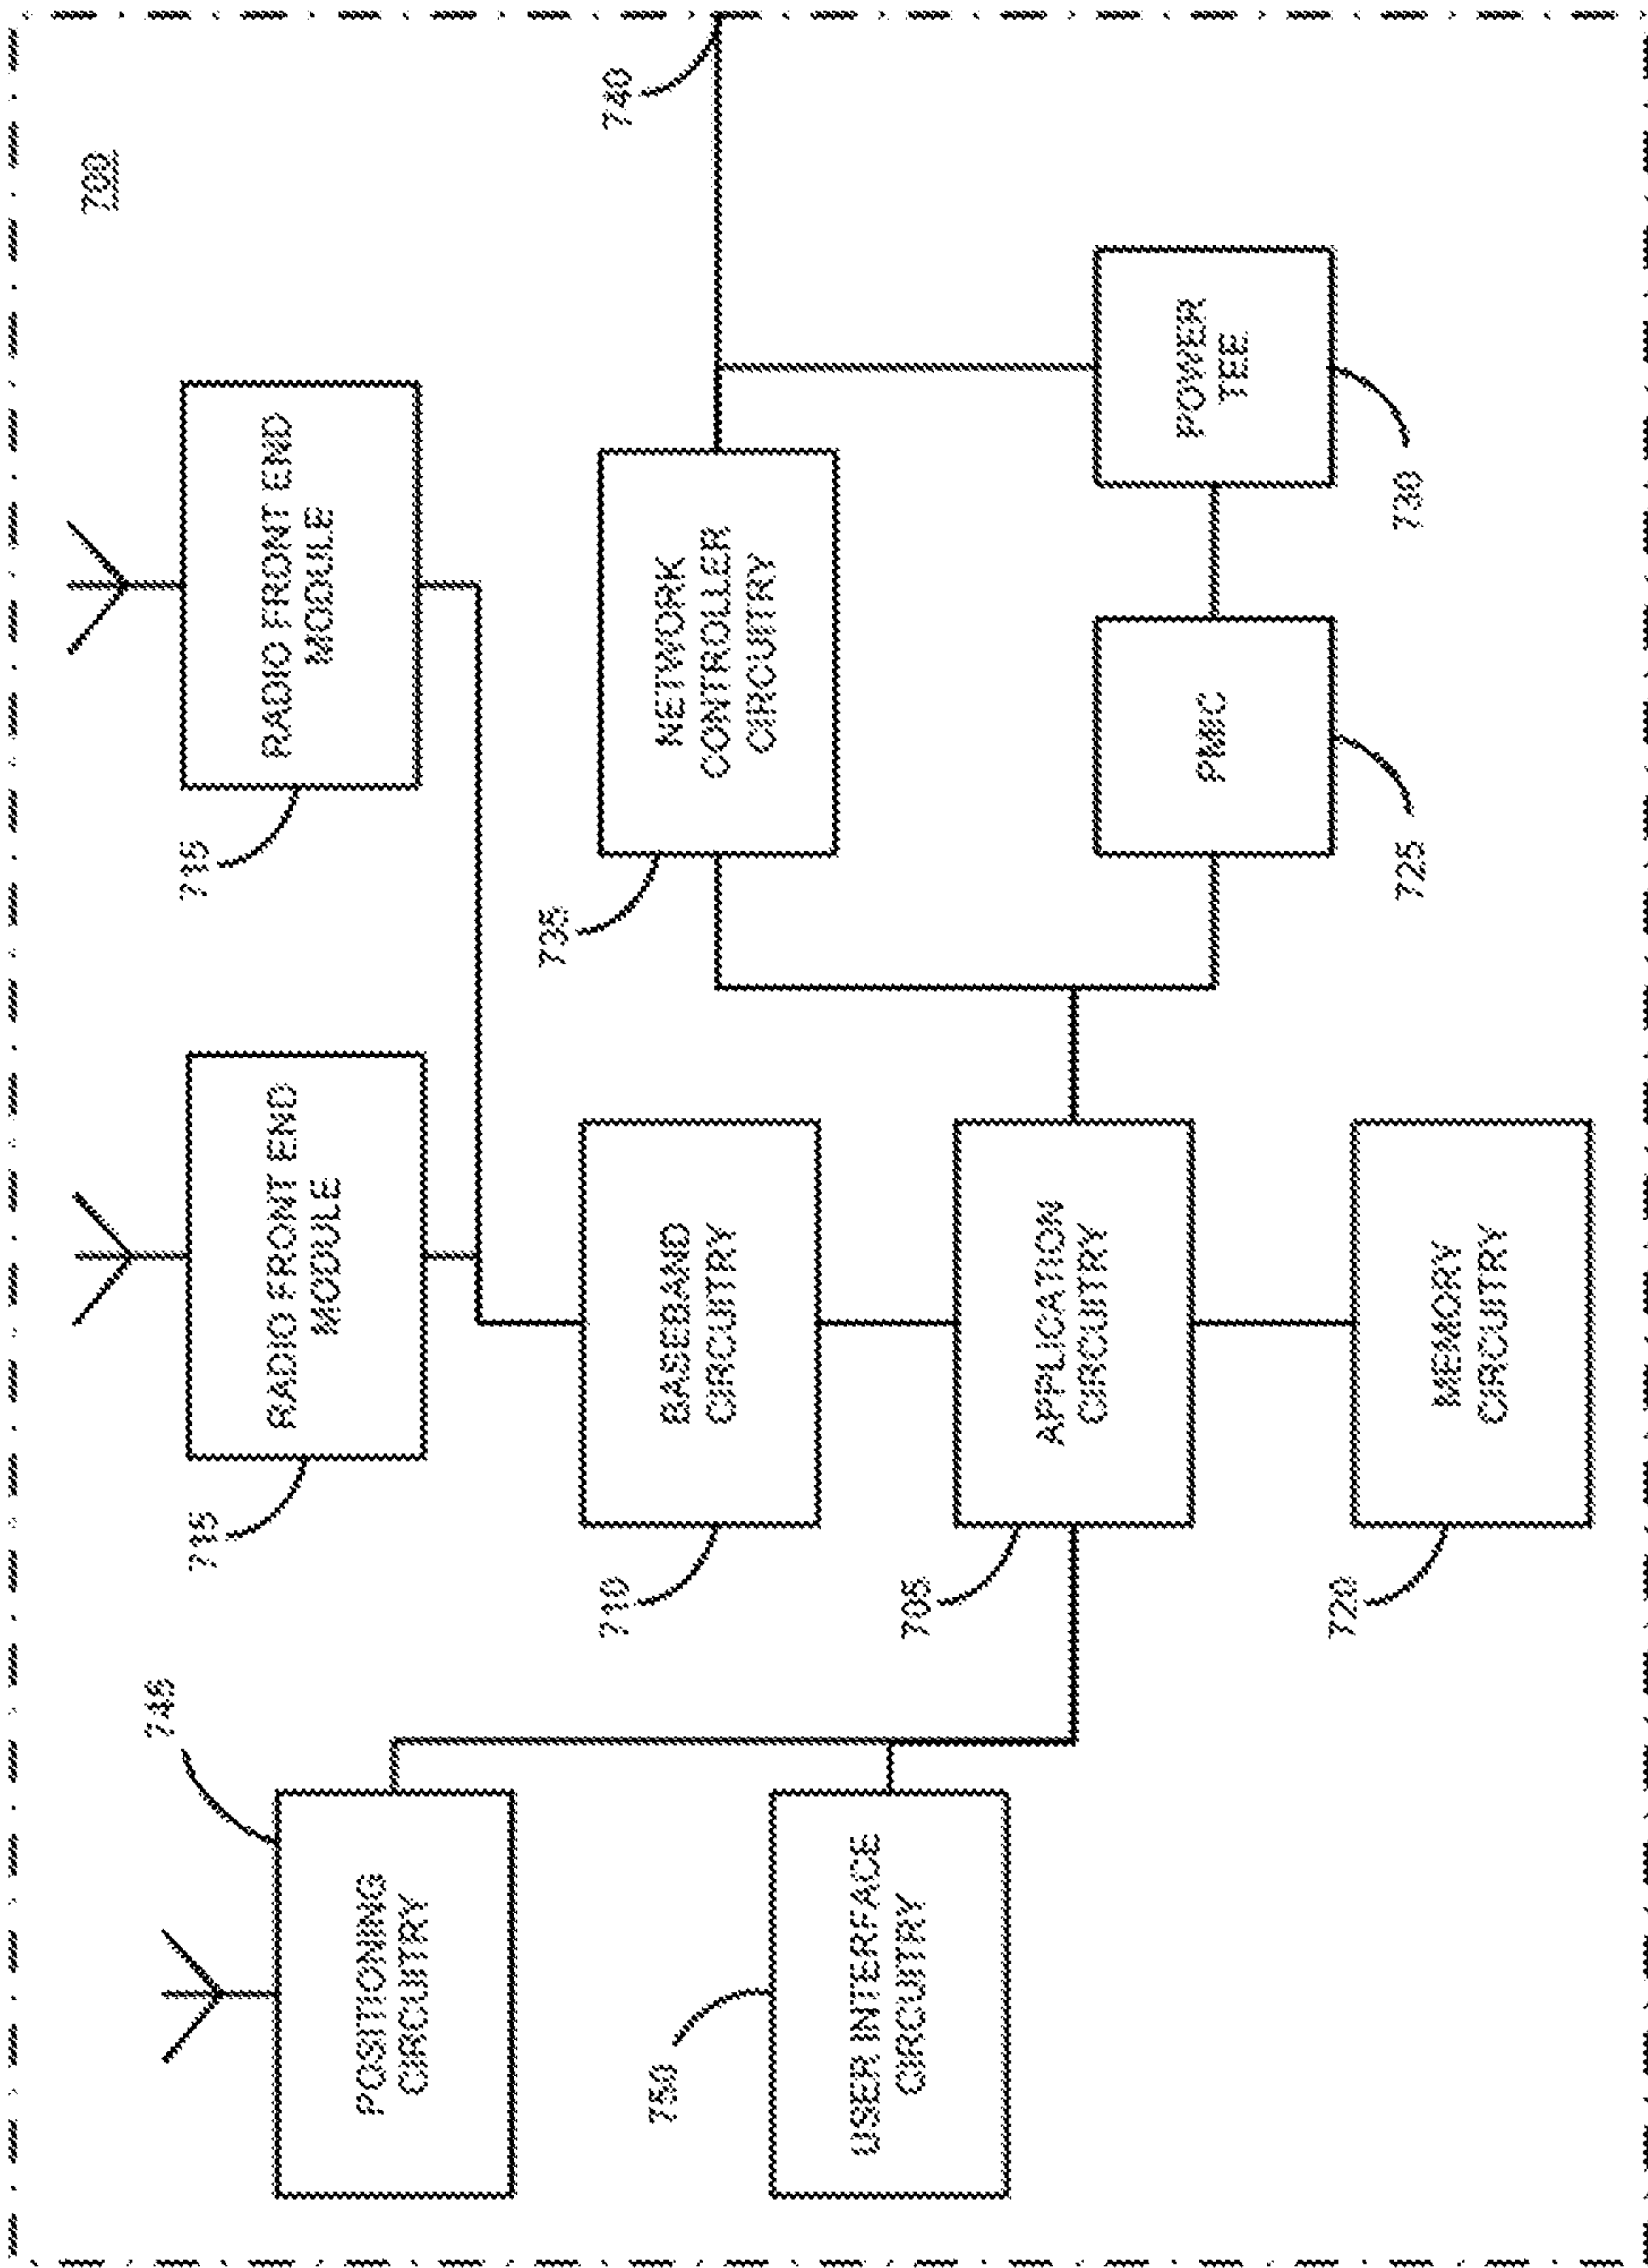 700
715
RADIO FRONT END
MODULE
715
RADIO FRONT END
MODULE
745
POSITIONING
CIRCUITRY
740
735
NETWORK
CONTROLLER
CIRCUITRY
710
BASEBAND
CIRCUITRY
750
USER INTERFACE
CIRCUITRY
705
APPLICATION
CIRCUITRY
PMIC
725
POWER
TEE
730
720
MEMORY
CIRCUITRY